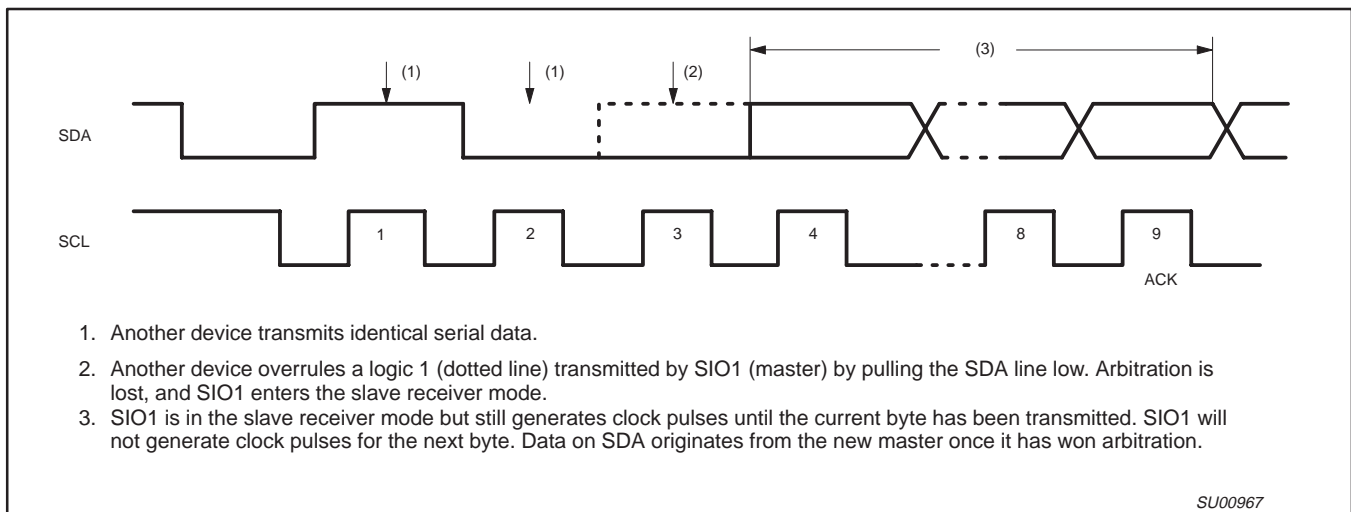 (3)
(1) (1) (2)
SDA
SCL 1 2 3 4 8 9
ACK
1. Another device transmits identical serial data.
2. Another device overrules a logic 1 (dotted line) transmitted by SIO1 (master) by pulling the SDA line low. Arbitration is
lost, and SIO1 enters the slave receiver mode.
3. SIO1 is in the slave receiver mode but still generates clock pulses until the current byte has been transmitted. SIO1 will
not generate clock pulses for the next byte. Data on SDA originates from the new master once it has won arbitration.
SU00967